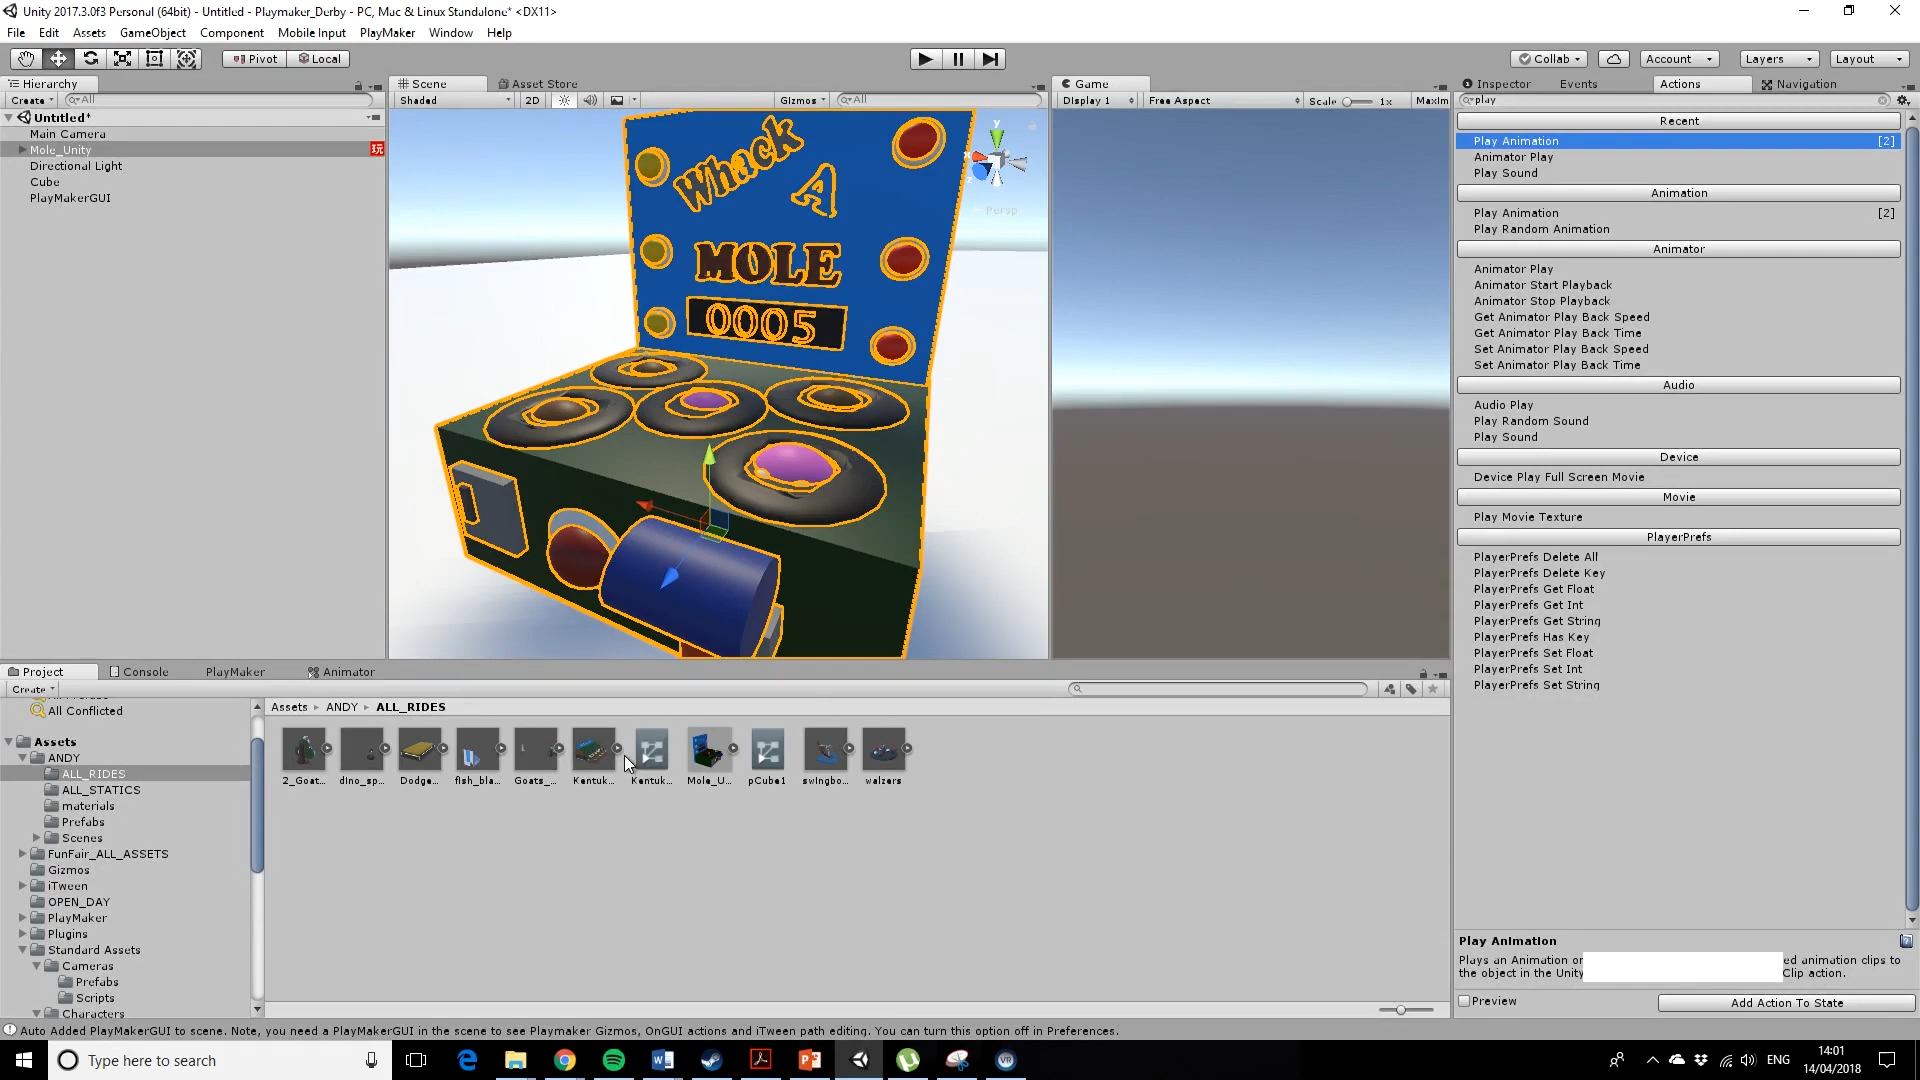 Unity 2017.3.0f3 Personal (64bit) - Untitled - Playmaker_Derby - PC, Mac & Linux Standalone* <DX11>
File Edit Assets GameObject Component Mobile Input PlayMaker Window Help
Pivot Local Collab Account Layers Layout
Hierarchy
Create All
Untitled*
Main Camera
Mole_Unity 玩
Directional Light
Cube
PlayMakerGUI
Scene Asset Store
Shaded 2D Gizmos All
Whack
A
MOLE
0005
y
x
z
Persp
Game
Display 1 Free Aspect Scale 1x Maxim
Inspector Events Actions Navigation
play
Recent
Play Animation [2]
Animator Play
Play Sound
Animation
Play Animation [2]
Play Random Animation
Animator
Animator Play
Animator Start Playback
Animator Stop Playback
Get Animator Play Back Speed
Get Animator Play Back Time
Set Animator Play Back Speed
Set Animator Play Back Time
Audio
Audio Play
Play Random Sound
Play Sound
Device
Device Play Full Screen Movie
Movie
Play Movie Texture
PlayerPrefs
PlayerPrefs Delete All
PlayerPrefs Delete Key
PlayerPrefs Get Float
PlayerPrefs Get Int
PlayerPrefs Get String
PlayerPrefs Has Key
PlayerPrefs Set Float
PlayerPrefs Set Int
PlayerPrefs Set String
Play Animation
Plays an Animation on ed animation clips to
the object in the Unity Clip action.
Preview Add Action To State
Project Console PlayMaker Animator
Create
All Conflicted
Assets
ANDY
ALL_RIDES
ALL_STATICS
materials
Prefabs
Scenes
FunFair_ALL_ASSETS
Gizmos
iTween
OPEN_DAY
PlayMaker
Plugins
Standard Assets
Cameras
Prefabs
Scripts
Characters
Assets ANDY ALL_RIDES
2_Goat... dino_sp... Dodge... fish_bla... Goats_... Kentuk... Kentuk... Mole_U... pCube1 swingbo... walzers
Auto Added PlayMakerGUI to scene. Note, you need a PlayMakerGUI in the scene to see Playmaker Gizmos, OnGUI actions and iTween path editing. You can turn this option off in Preferences.
Type here to search
ENG
14:01
14/04/2018